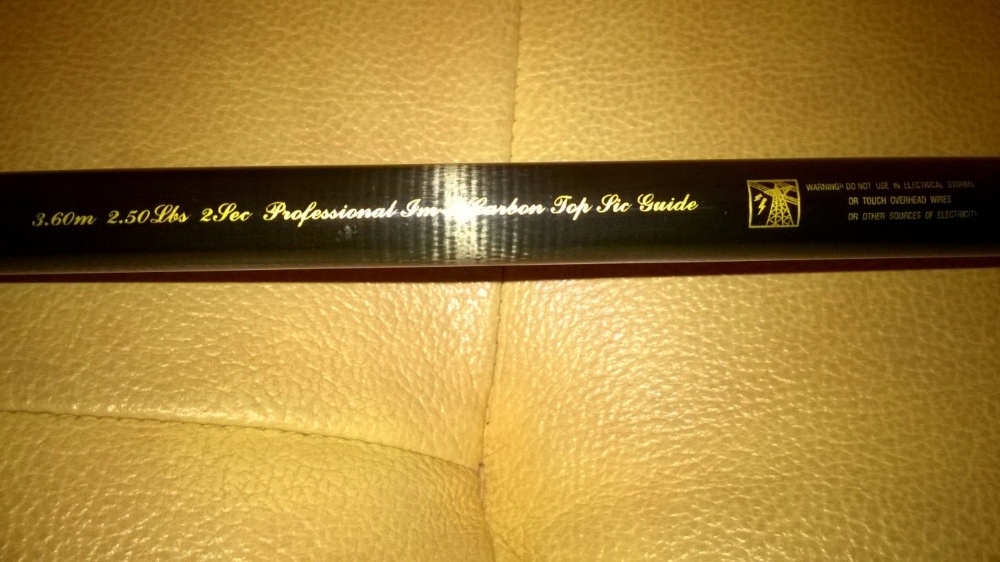 3.60m 2.50Lbs 2Sec Professional Im Carbon Top Sic Guide
WARNING!! DO NOT USE IN ELECTRICAL STORMS
OR TOUCH OVERHEAD WIRES
OR OTHER SOURCES OF ELECTRICITY